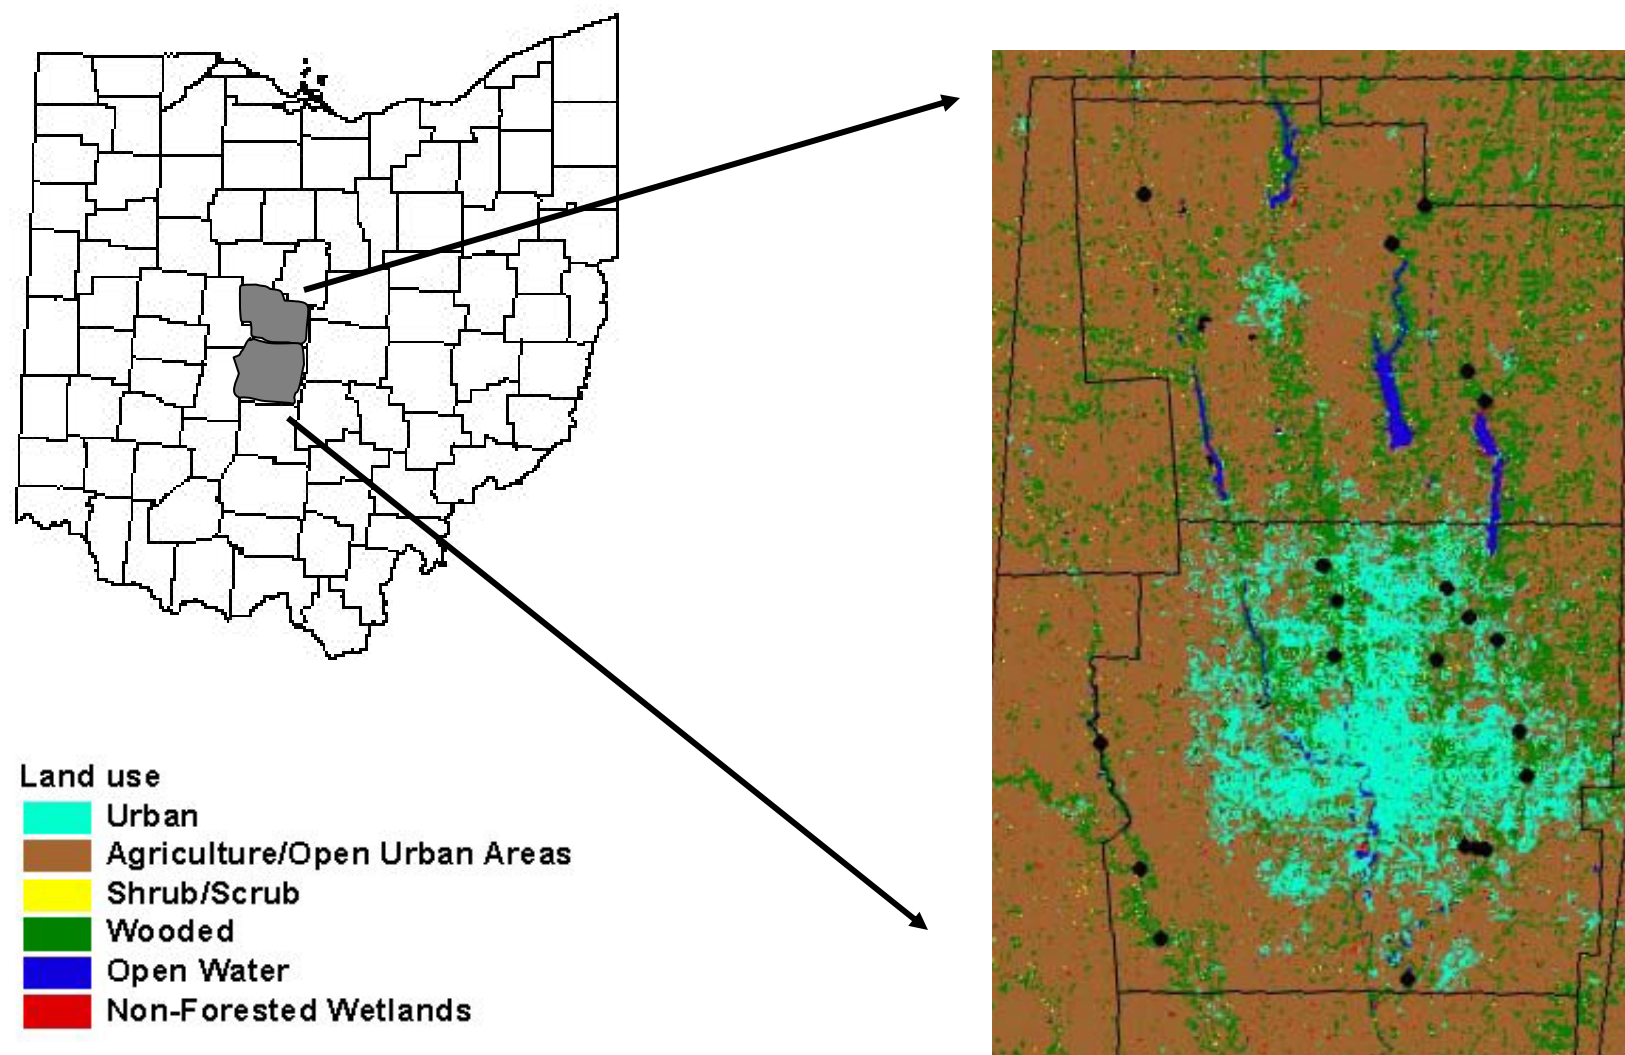 Land use
Urban
Agriculture/Open Urban Areas
Shrub/Scrub
Wooded
Open Water
Non-Forested Wetlands